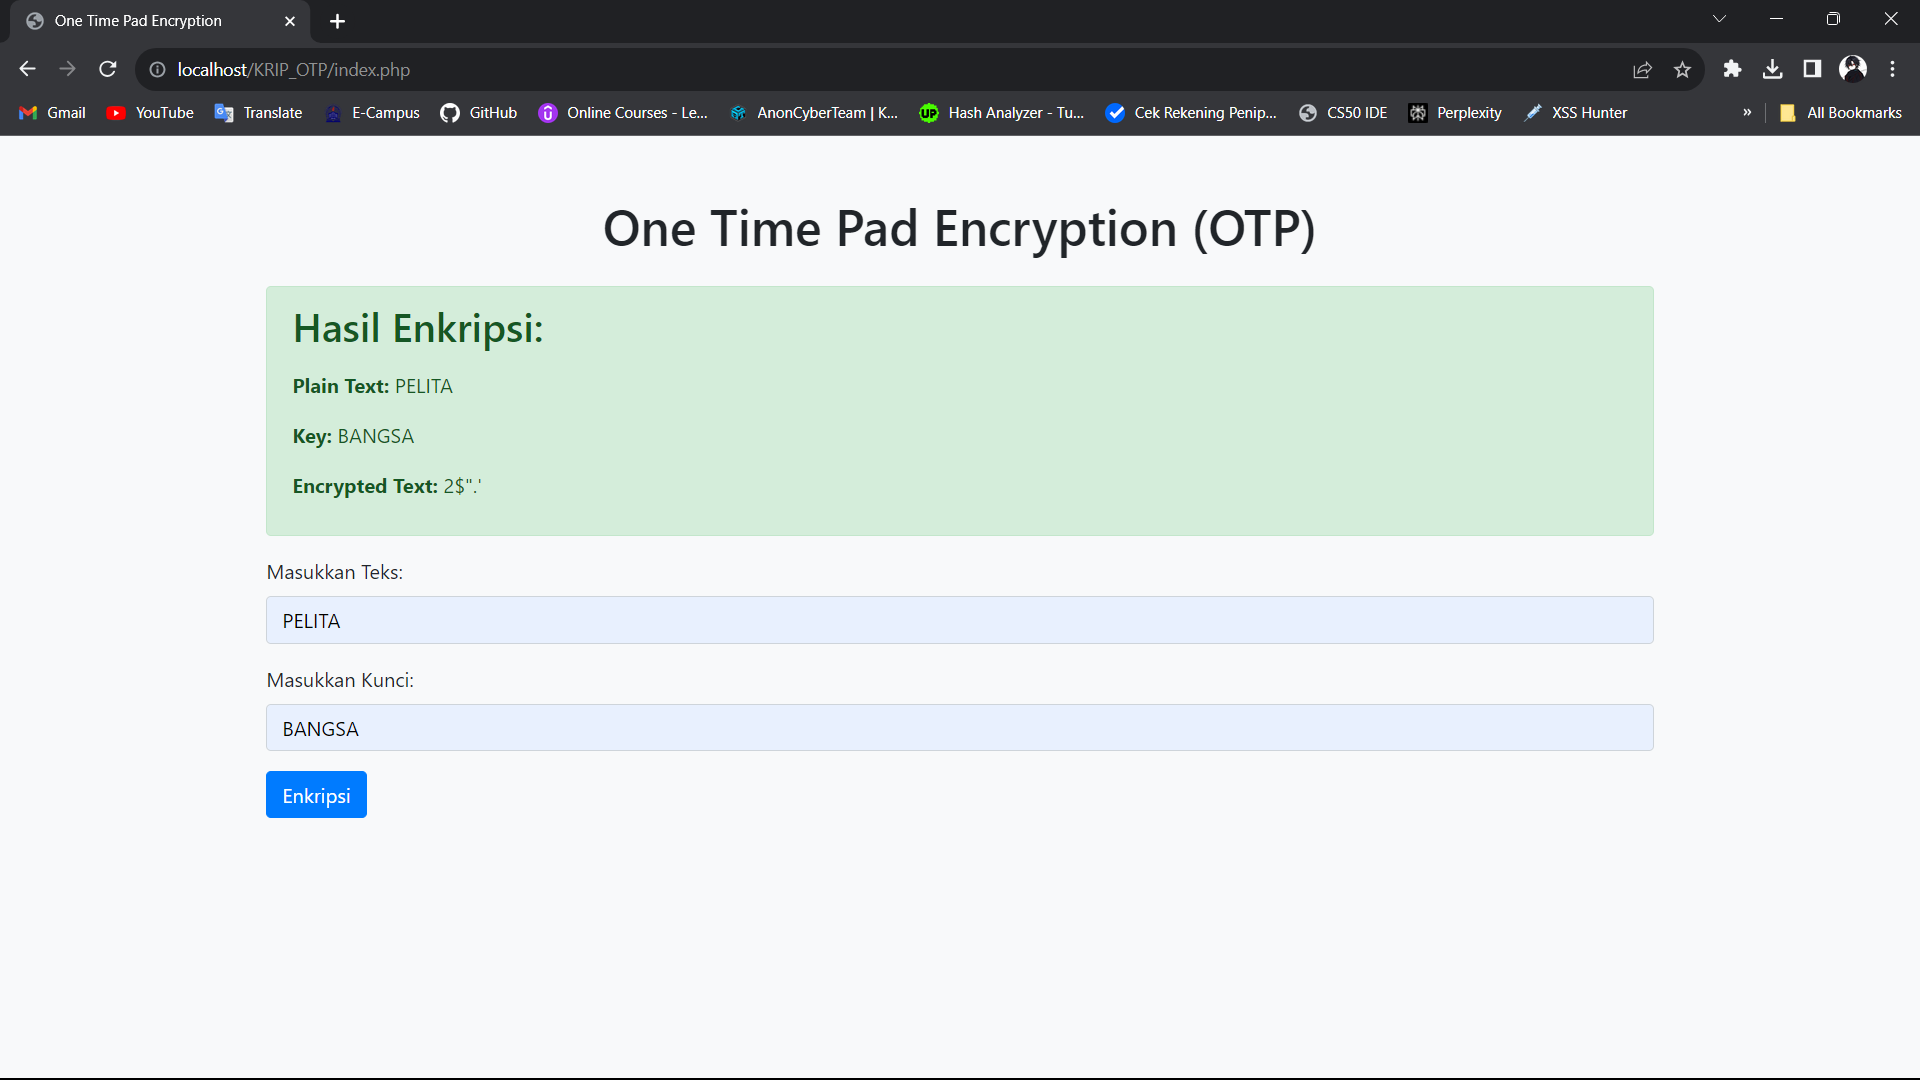 One Time Pad Encryption
localhost/KRIP_OTP/index.php
Gmail YouTube Translate E-Campus GitHub Online Courses - Le... AnonCyberTeam | K... Hash Analyzer - Tu... Cek Rekening Penip... CS50 IDE Perplexity XSS Hunter » All Bookmarks
One Time Pad Encryption (OTP)
Hasil Enkripsi:
Plain Text: PELITA
Key: BANGSA
Encrypted Text: 2$".'
Masukkan Teks:
PELITA
Masukkan Kunci:
BANGSA
Enkripsi